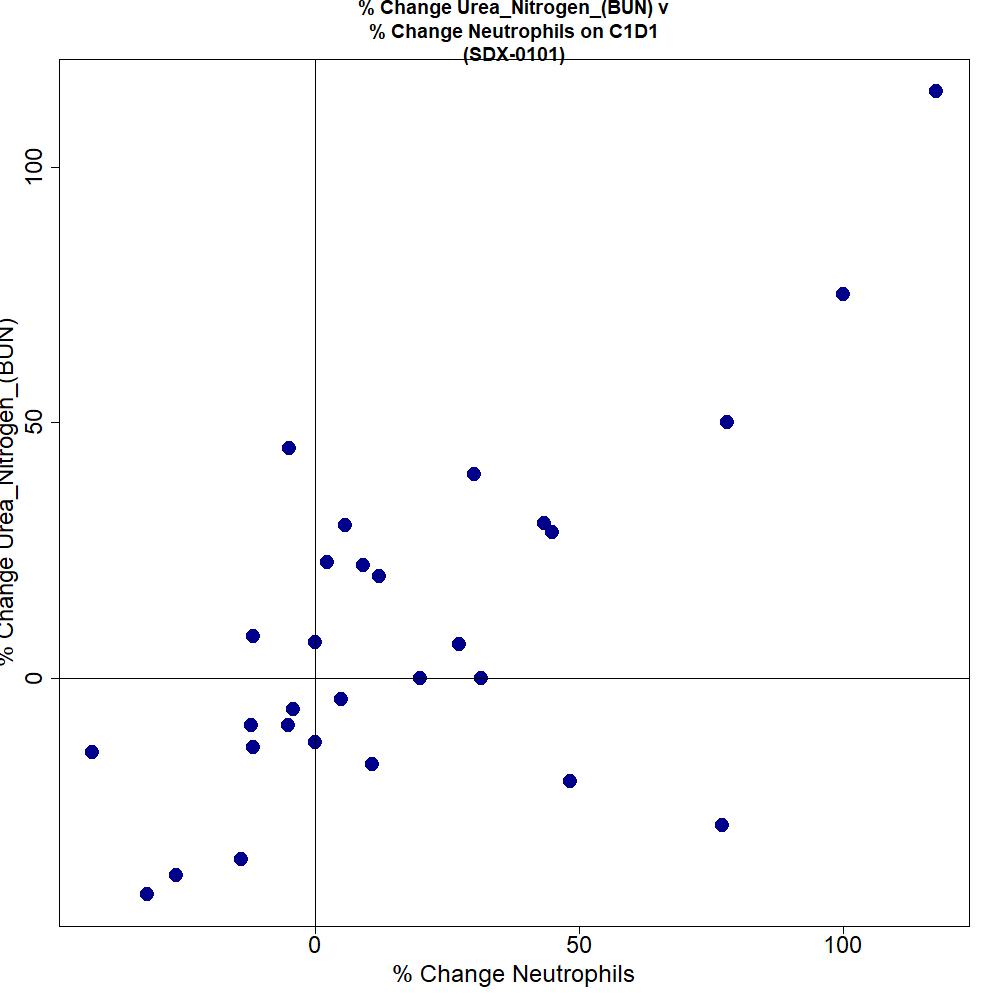 % Change Urea_Nitrogen_(BUN) v
% Change Neutrophils on C1D1
(SDX-0101)
100
50
0
% Change Urea_Nitrogen_(BUN)
0
50
100
% Change Neutrophils